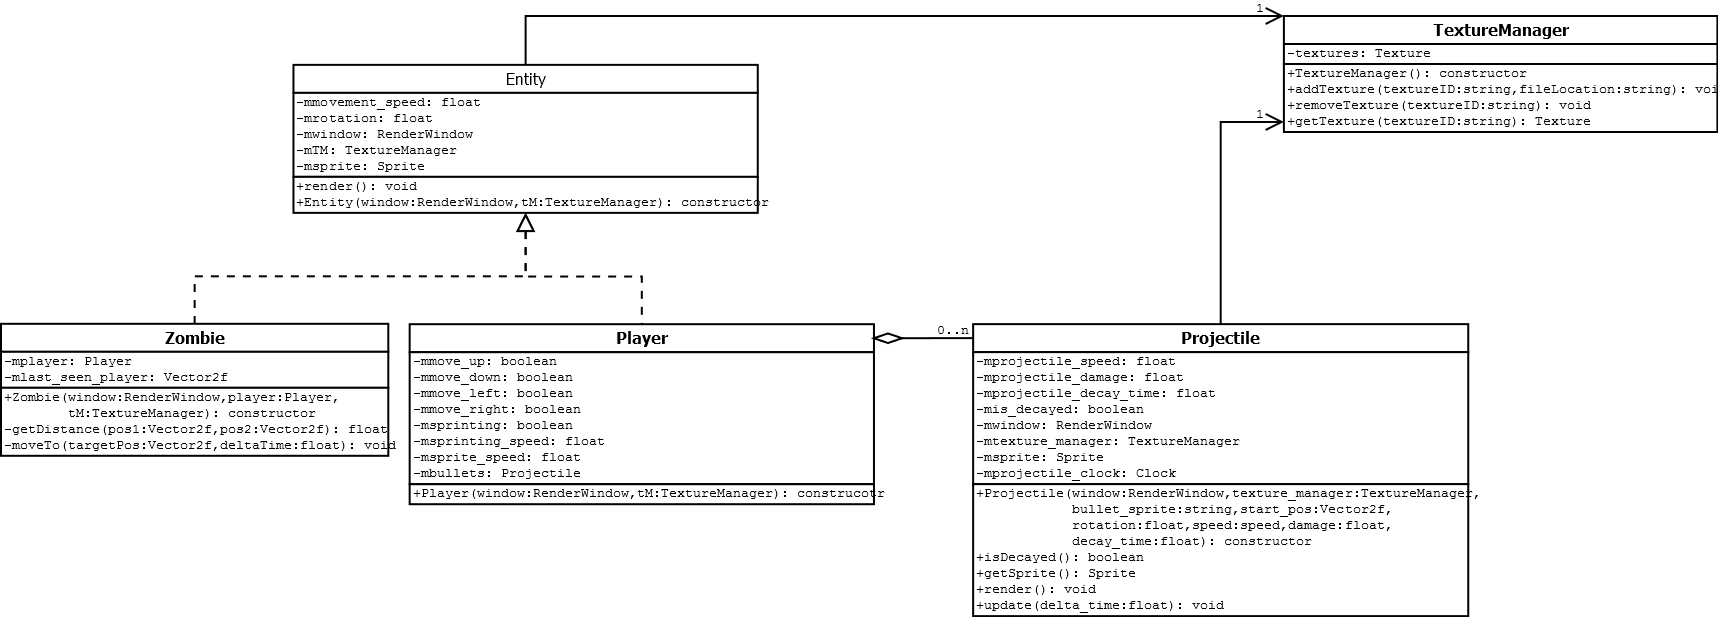 1
TextureManager
-textures: Texture
+TextureManager(): constructor
+addTexture(textureID:string,fileLocation:string): voi
+removeTexture(textureID:string): void
+getTexture(textureID:string): Texture
1
Entity
-mmovement_speed: float
-mrotation: float
-mwindow: RenderWindow
-mTM: TextureManager
-msprite: Sprite
+render(): void
+Entity(window:RenderWindow,tM:TextureManager): constructor
Zombie
-mplayer: Player
-mlast_seen_player: Vector2f
+Zombie(window:RenderWindow,player:Player,
tM:TextureManager): constructor
-getDistance(pos1:Vector2f,pos2:Vector2f): float
-moveTo(targetPos:Vector2f,deltaTime:float): void
Player
-mmove_up: boolean
-mmove_down: boolean
-mmove_left: boolean
-mmove_right: boolean
-msprinting: boolean
-msprinting_speed: float
-msprite_speed: float
-mbullets: Projectile
+Player(window:RenderWindow,tM:TextureManager): construcotr
0..n
Projectile
-mprojectile_speed: float
-mprojectile_damage: float
-mprojectile_decay_time: float
-mis_decayed: boolean
-mwindow: RenderWindow
-mtexture_manager: TextureManager
-msprite: Sprite
-mprojectile_clock: Clock
+Projectile(window:RenderWindow,texture_manager:TextureManager,
bullet_sprite:string,start_pos:Vector2f,
rotation:float,speed:speed,damage:float,
decay_time:float): constructor
+isDecayed(): boolean
+getSprite(): Sprite
+render(): void
+update(delta_time:float): void